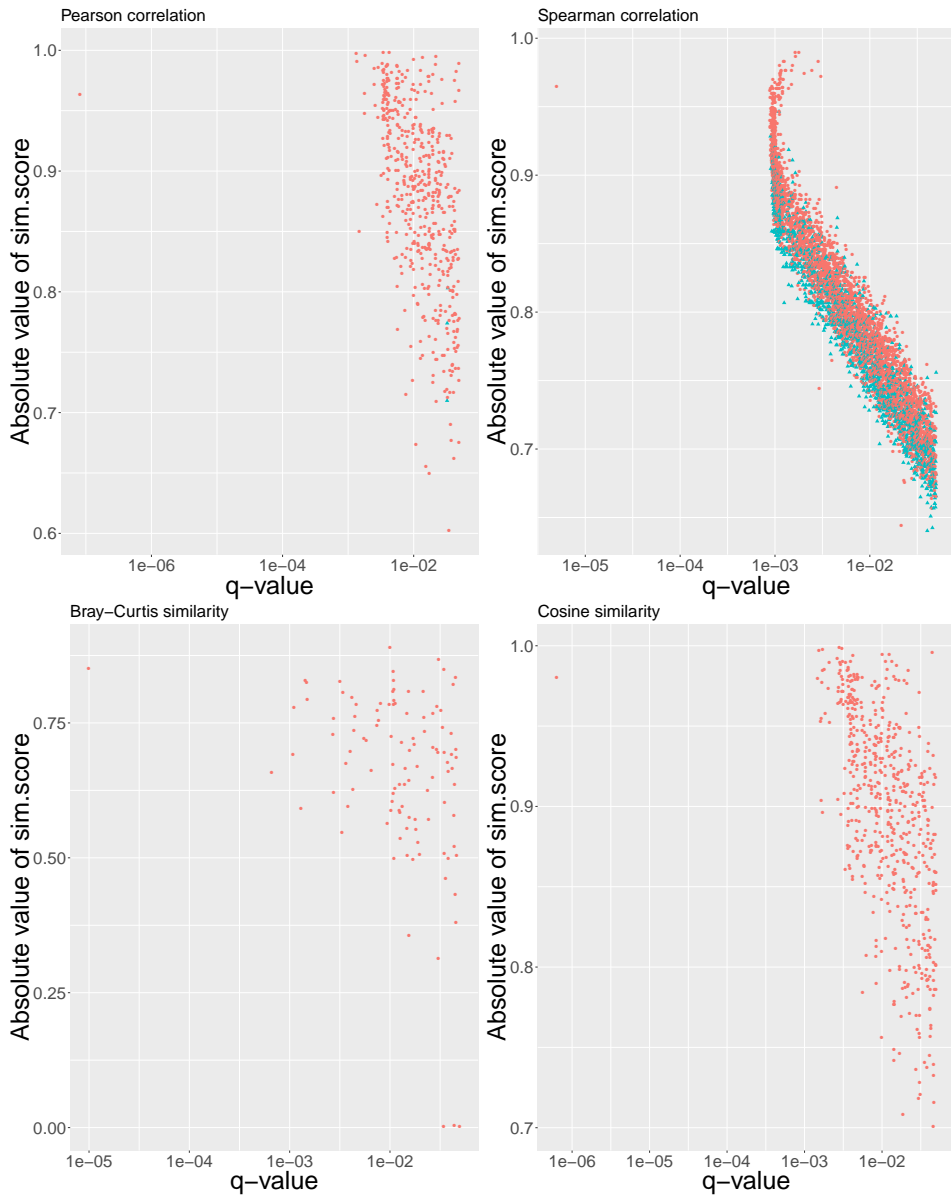 Pearson correlation
Absolute value of sim.score
1.0
0.9
0.8
0.7
0.6
1e−06
1e−04
1e−02
q−value
Spearman correlation
Absolute value of sim.score
1.0
0.9
0.8
0.7
1e−05
1e−04
1e−03
1e−02
q−value
Bray−Curtis similarity
Absolute value of sim.score
0.75
0.50
0.25
0.00
1e−05
1e−04
1e−03
1e−02
q−value
Cosine similarity
Absolute value of sim.score
1.0
0.9
0.8
0.7
1e−06
1e−05
1e−04
1e−03
1e−02
q−value